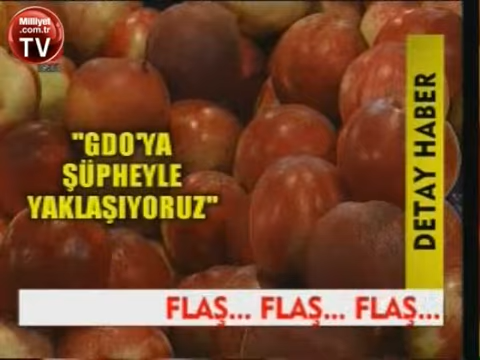 Milliyet
.com.tr
TV
"GDO'YA
ŞÜPHEYLE
YAKLAŞIYORUZ"
DETAY HABER
FLAŞ... FLAŞ... FLAŞ...